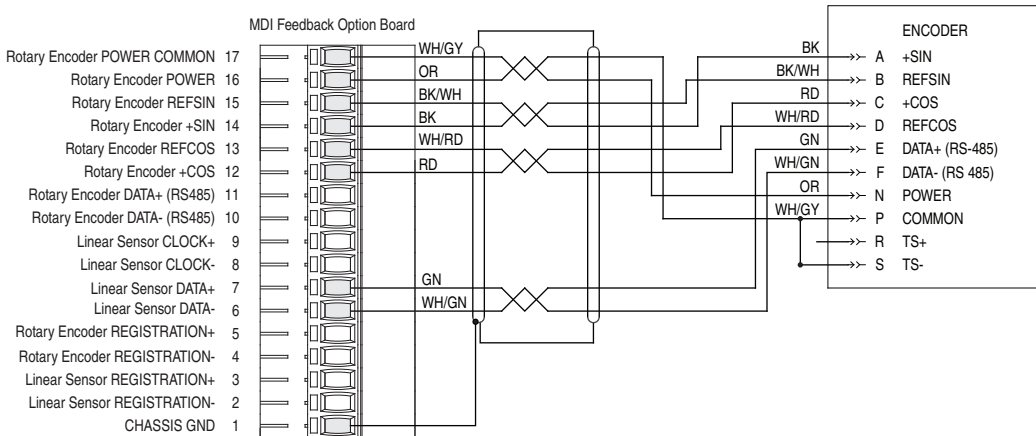 MDI Feedback Option Board
Rotary Encoder POWER COMMON 17
Rotary Encoder POWER 16
Rotary Encoder REFSIN 15
Rotary Encoder +SIN 14
Rotary Encoder REFCOS 13
Rotary Encoder +COS 12
Rotary Encoder DATA+ (RS485) 11
Rotary Encoder DATA- (RS485) 10
Linear Sensor CLOCK+ 9
Linear Sensor CLOCK- 8
Linear Sensor DATA+ 7
Linear Sensor DATA- 6
Rotary Encoder REGISTRATION+ 5
Rotary Encoder REGISTRATION- 4
Linear Sensor REGISTRATION+ 3
Linear Sensor REGISTRATION- 2
CHASSIS GND 1
WH/GY
OR
BK/WH
BK
WH/RD
RD
GN
WH/GN
ENCODER
BK A +SIN
BK/WH B REFSIN
RD C +COS
WH/RD D REFCOS
GN E DATA+ (RS-485)
WH/GN F DATA- (RS 485)
OR N POWER
WH/GY P COMMON
R TS+
S TS-